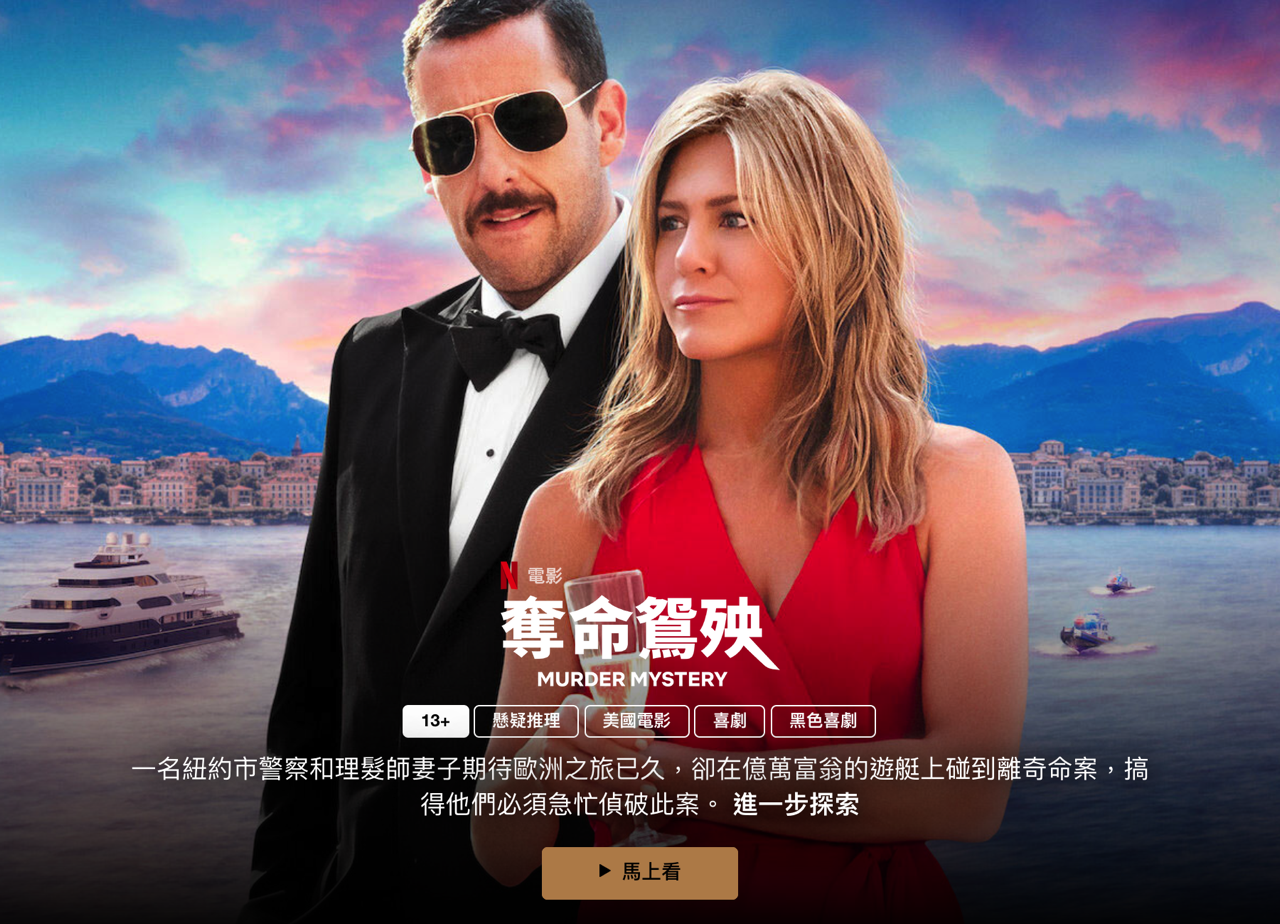 N 電影
奪命鴛殃
MURDER MYSTERY
13+ 懸疑推理 美國電影 喜劇 黑色喜劇
一名紐約市警察和理髮師妻子期待歐洲之旅已久，卻在億萬富翁的遊艇上碰到離奇命案，搞
得他們必須急忙偵破此案。 進一步探索
馬上看